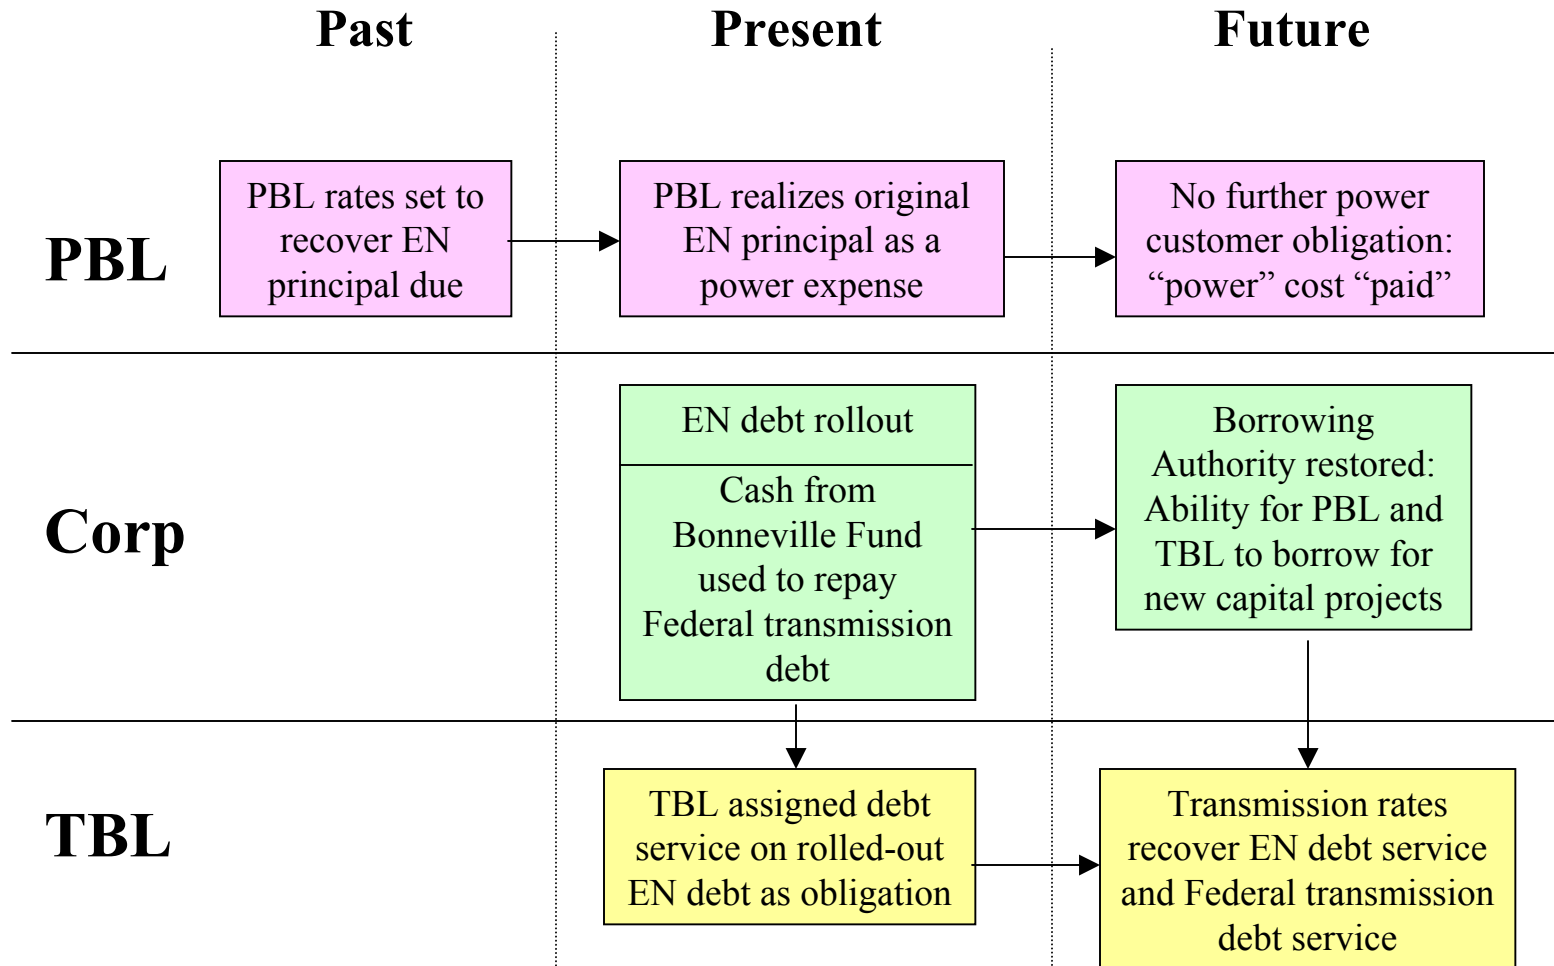 Past
Present
Future
PBL
PBL rates set to
recover EN
principal due
PBL realizes original
EN principal as a
power expense
No further power
customer obligation:
“power” cost “paid”
Corp
EN debt rollout
Cash from
Bonneville Fund
used to repay
Federal transmission
debt
Borrowing
Authority restored:
Ability for PBL and
TBL to borrow for
new capital projects
TBL
TBL assigned debt
service on rolled-out
EN debt as obligation
Transmission rates
recover EN debt service
and Federal transmission
debt service